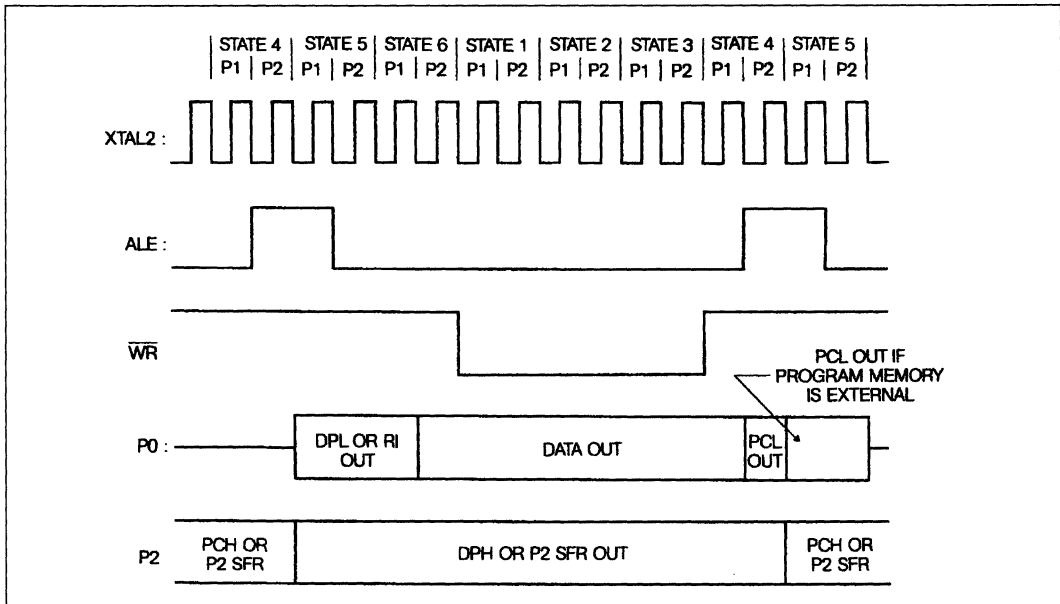 STATE 4 STATE 5 STATE 6 STATE 1 STATE 2 STATE 3 STATE 4 STATE 5
P1 P2 P1 P2 P1 P2 P1 P2 P1 P2 P1 P2 P1 P2 P1 P2
XTAL2 :
ALE :
WR
PCL OUT IF
PROGRAM MEMORY
IS EXTERNAL
P0 :
DPL OR RI
OUT
DATA OUT
PCL
OUT
P2
PCH OR
P2 SFR
DPH OR P2 SFR OUT
PCH OR
P2 SFR